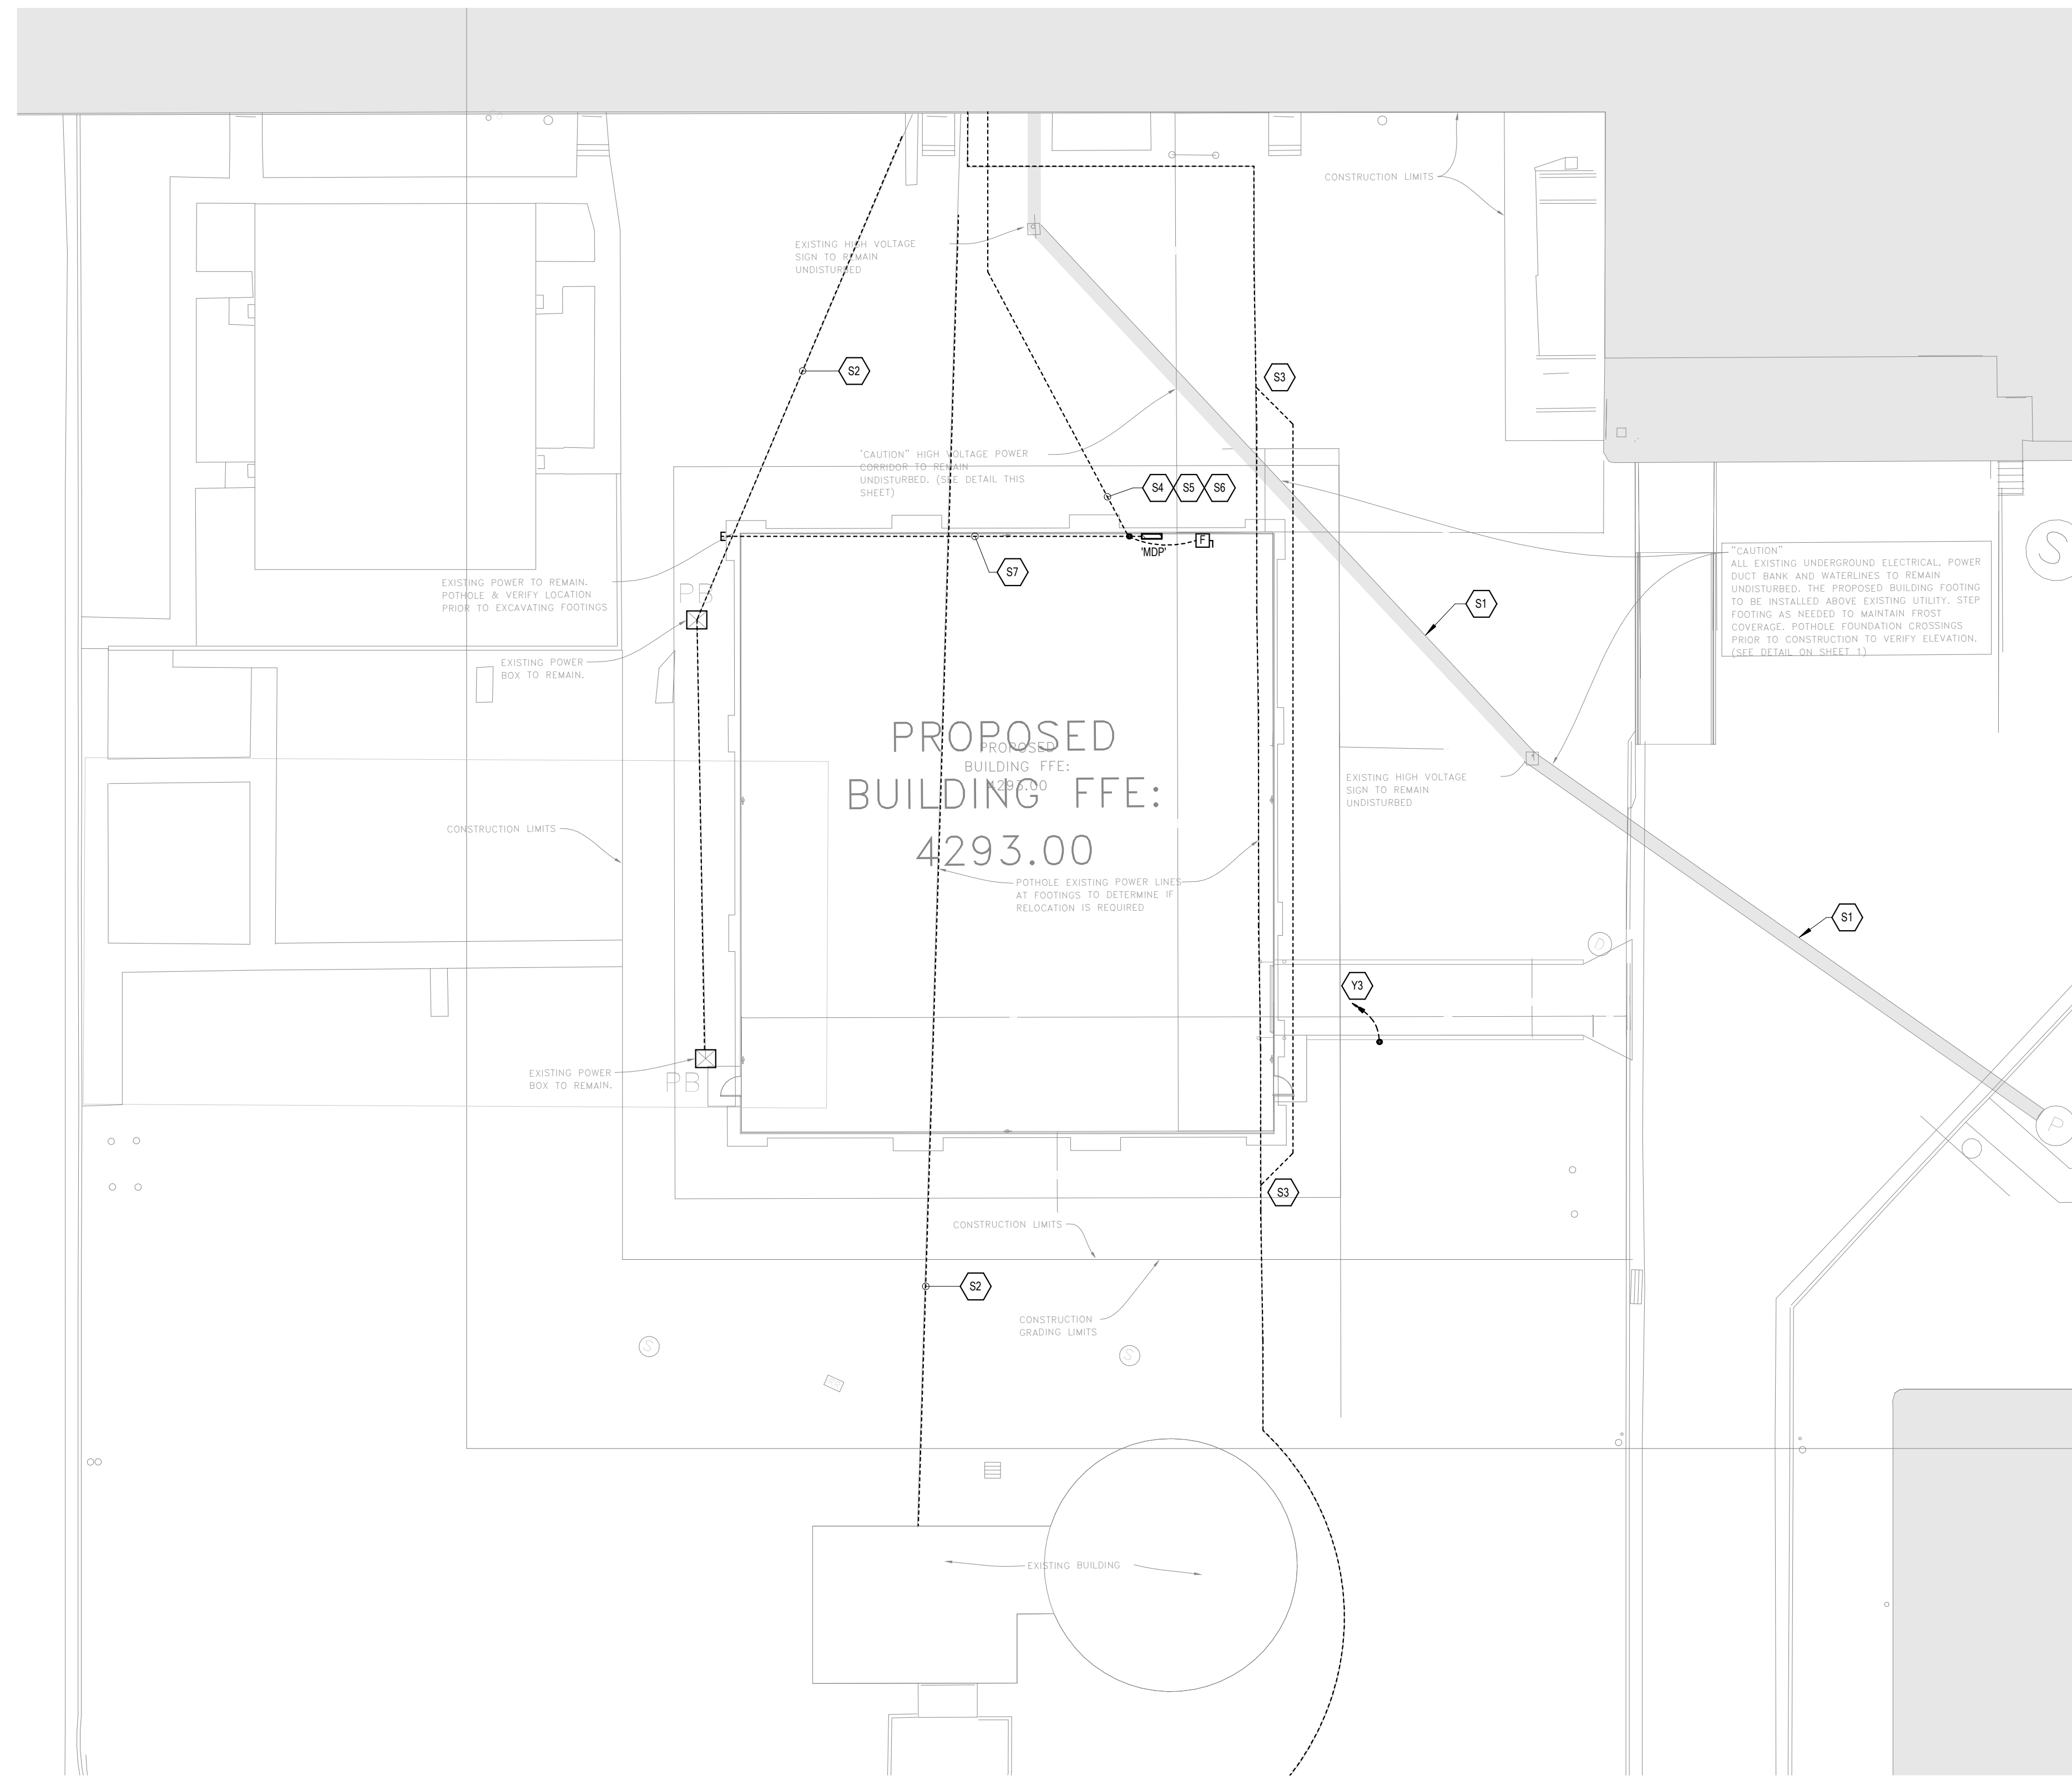 CONSTRUCTION LIMITS
EXISTING HIGH VOLTAGE
SIGN TO REMAIN
UNDISTURBED
S2
S3
'CAUTION" HIGH VOLTAGE POWER
CORRIDOR TO REMAIN
UNDISTURBED. (SEE DETAIL THIS
SHEET)
S4 S5 S6
S
E
'MDP'
F
S7
EXISTING POWER TO REMAIN.
POTHOLE & VERIFY LOCATION
PRIOR TO EXCAVATING FOOTINGS
PB
"CAUTION"
ALL EXISTING UNDERGROUND ELECTRICAL, POWER
DUCT BANK AND WATERLINES TO REMAIN
UNDISTURBED. THE PROPOSED BUILDING FOOTING
TO BE INSTALLED ABOVE EXISTING UTILITY, STEP
FOOTING AS NEEDED TO MAINTAIN FROST
COVERAGE. POTHOLE FOUNDATION CROSSINGS
PRIOR TO CONSTRUCTION TO VERIFY ELEVATION.
(SEE DETAIL ON SHEET 1)
S1
EXISTING POWER
BOX TO REMAIN.
PROPOSED
BUILDING FFE:
4293.00
PROPOSED
BUILDING FFE:
4293.00
EXISTING HIGH VOLTAGE
SIGN TO REMAIN
UNDISTURBED
CONSTRUCTION LIMITS
POTHOLE EXISTING POWER LINES
AT FOOTINGS TO DETERMINE IF
RELOCATION IS REQUIRED
S1
D
Y3
EXISTING POWER
BOX TO REMAIN.
PB
P
S3
CONSTRUCTION LIMITS
S2
CONSTRUCTION
GRADING LIMITS
S
S
EXISTING BUILDING